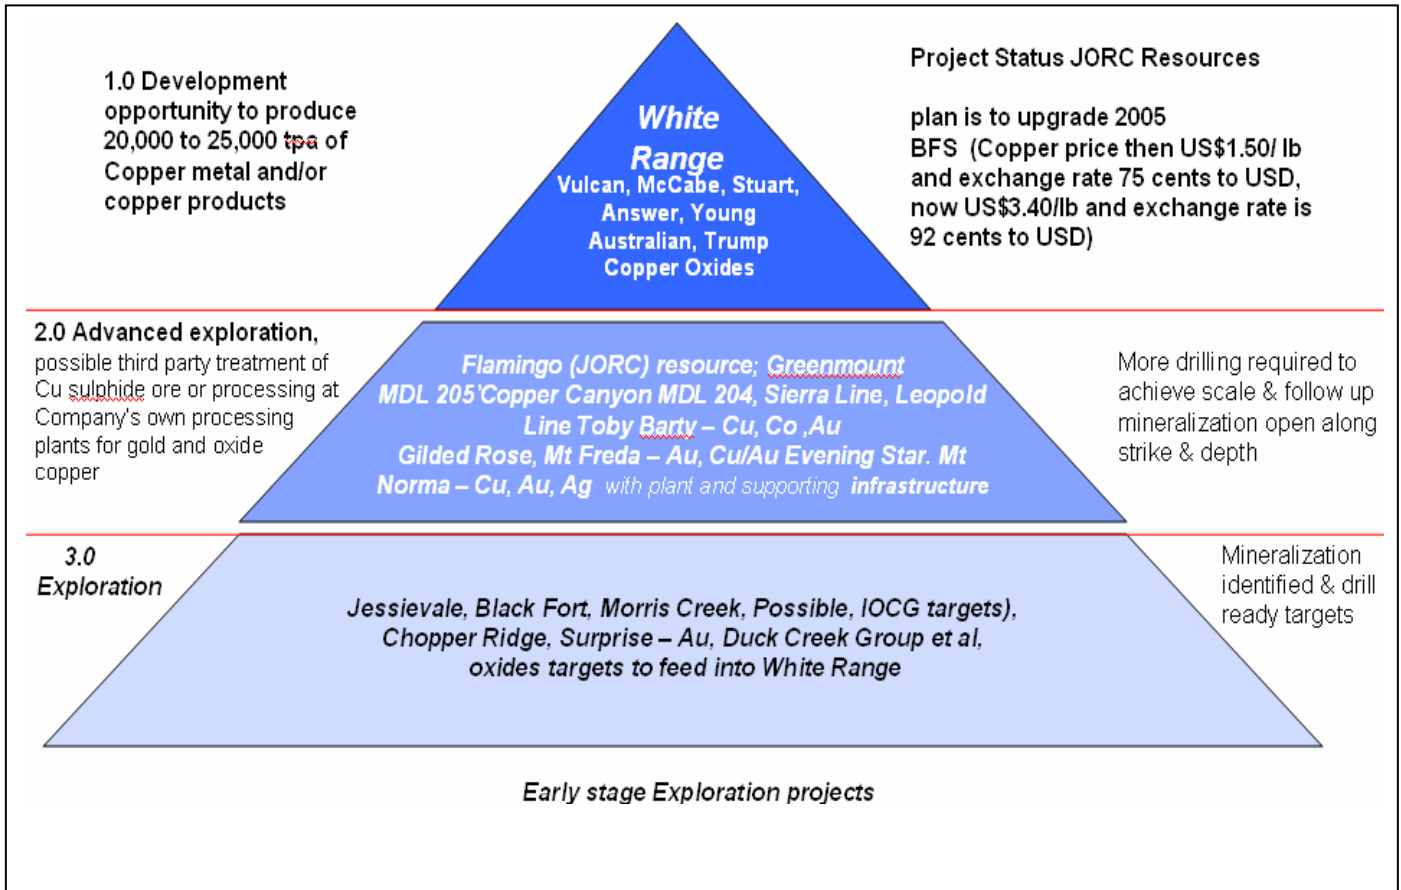 1.0 Development
opportunity to produce
20,000 to 25,000 tpa of
Copper metal and/or
copper products
White
Range
Vulcan, McCabe, Stuart,
Answer, Young
Australian, Trump
Copper Oxides
Project Status JORC Resources
plan is to upgrade 2005
BFS (Copper price then US$1.50/ lb
and exchange rate 75 cents to USD,
now US$3.40/lb and exchange rate is
92 cents to USD)
2.0 Advanced exploration,
possible third party treatment of
Cu sulphide ore or processing at
Company's own processing
plants for gold and oxide
copper
Flamingo (JORC) resource; Greenmount
MDL 205'Copper Canyon MDL 204, Sierra Line, Leopold
Line Toby Barty – Cu, Co ,Au
Gilded Rose, Mt Freda – Au, Cu/Au Evening Star. Mt
Norma – Cu, Au, Ag with plant and supporting infrastructure
More drilling required to
achieve scale & follow up
mineralization open along
strike & depth
3.0
Exploration
Jessievale, Black Fort, Morris Creek, Possible, IOCG targets),
Chopper Ridge, Surprise – Au, Duck Creek Group et al,
oxides targets to feed into White Range
Mineralization
identified & drill
ready targets
Early stage Exploration projects